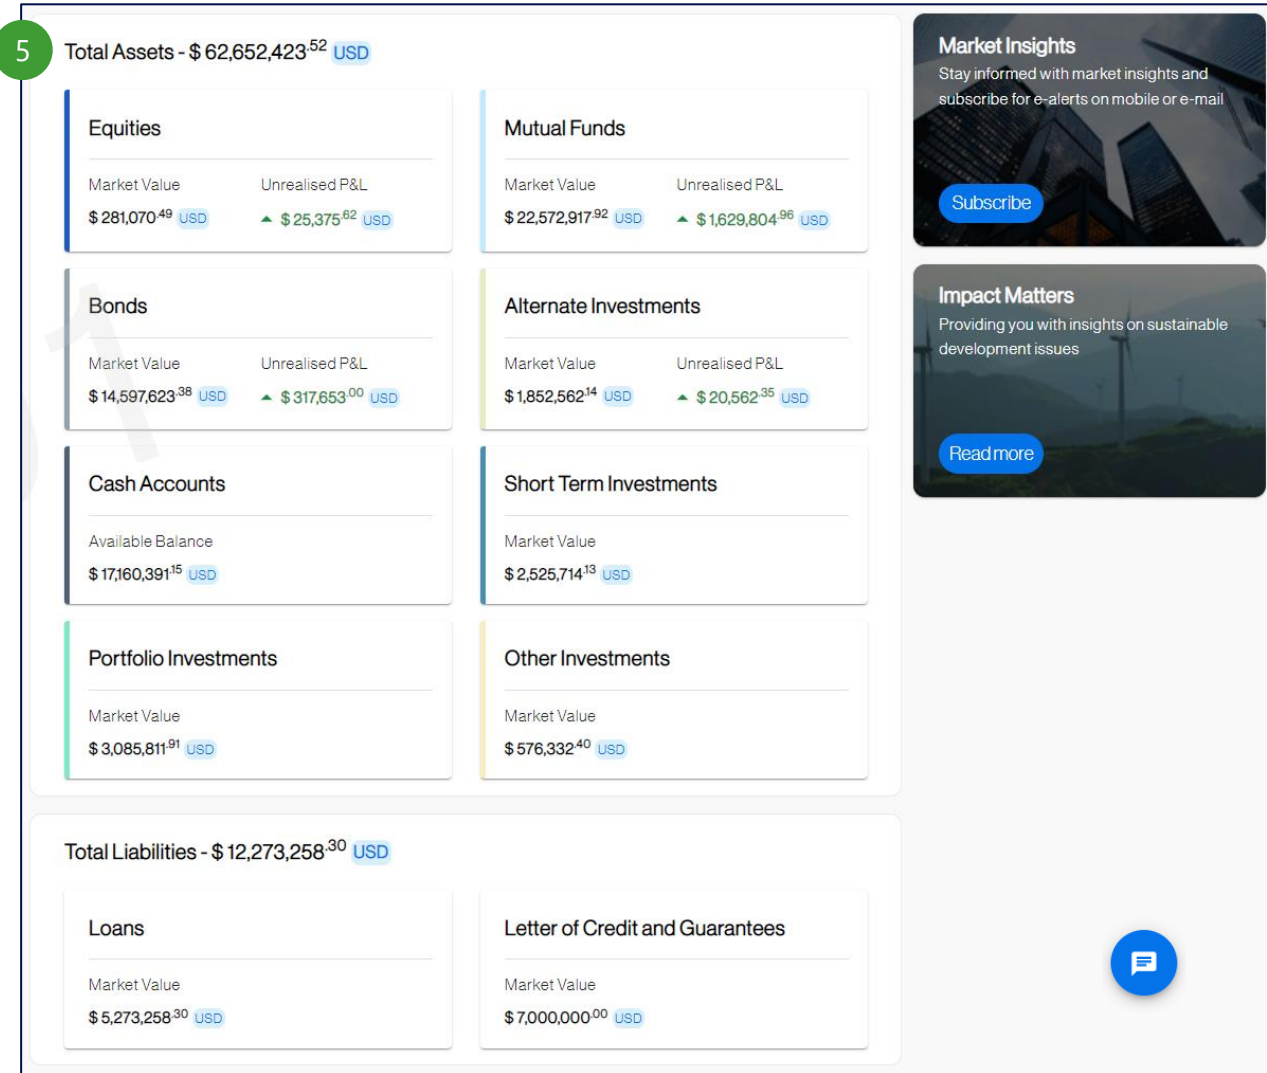 5
Total Assets - $ 62,652,423.52 USD
Equities
Market Value Unrealised P&L
$ 281,070.49 USD $ 25,375.62 USD
Mutual Funds
Market Value Unrealised P&L
$ 22,572,917.92 USD $ 1,629,804.96 USD
Bonds
Market Value Unrealised P&L
$ 14,597,623.38 USD $ 317,653.00 USD
Alternate Investments
Market Value Unrealised P&L
$ 1,852,562.14 USD $ 20,562.35 USD
Cash Accounts
Available Balance
$ 17,160,391.15 USD
Short Term Investments
Market Value
$ 2,525,714.13 USD
Portfolio Investments
Market Value
$ 3,085,811.91 USD
Other Investments
Market Value
$ 576,332.40 USD
Total Liabilities - $ 12,273,258.30 USD
Loans
Market Value
$ 5,273,258.30 USD
Letter of Credit and Guarantees
Market Value
$ 7,000,000.00 USD
Market Insights
Stay informed with market insights and
subscribe for e-alerts on mobile or e-mail
Subscribe
Impact Matters
Providing you with insights on sustainable
development issues
Read more